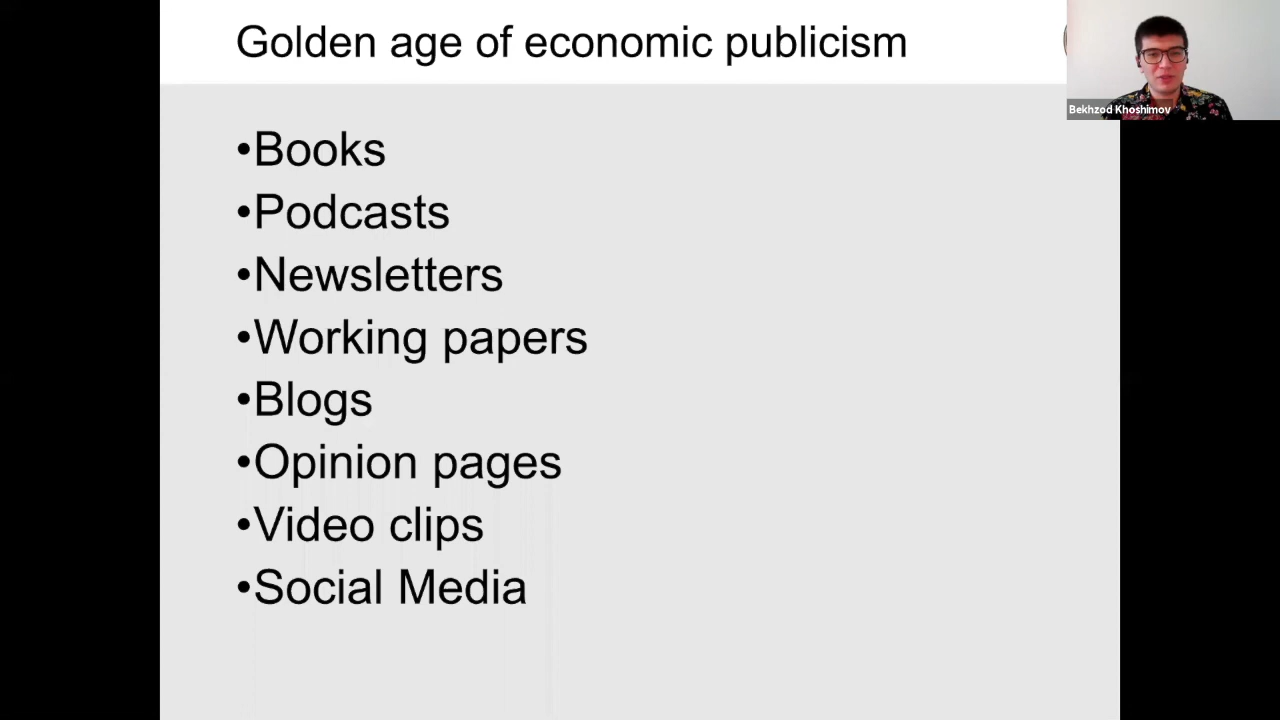 Golden age of economic publicism
Bekhzod Khoshimov
•Books
•Podcasts
•Newsletters
•Working papers
•Blogs
•Opinion pages
•Video clips
•Social Media